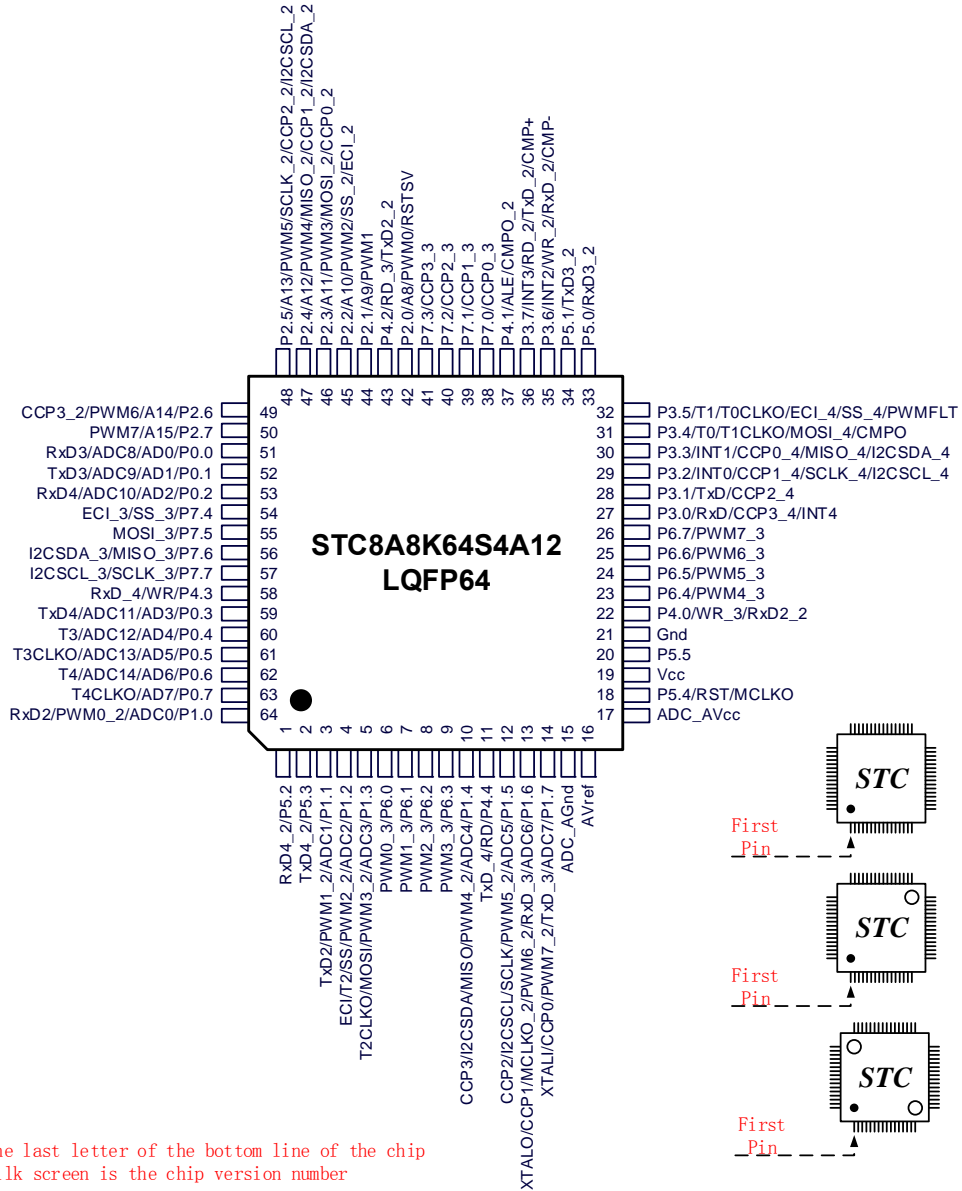 P2.5/A13/PWM5/SCLK_2/CCP2_2/I2CSCL_2
P2.4/A12/PWM4/MISO_2/CCP1_2/I2CSDA_2
P2.3/A11/PWM3/MOSI_2/CCP0_2
P2.2/A10/PWM2/SS_2/ECI_2
P2.1/A9/PWM1
P4.2/RD_3/TxD2_2
P2.0/A8/PWM0/RSTSV
P7.3/CCP3_3
P7.2/CCP2_3
P7.1/CCP1_3
P7.0/CCP0_3
P4.1/ALE/CMPO_2
P3.7/INT3/RD_2/TxD_2/CMP+
P3.6/INT2/WR_2/RxD_2/CMP-
P5.1/TxD3_2
P5.0/RxD3_2
48 47 46 45 44 43 42 41 40 39 38 37 36 35 34 33
CCP3_2/PWM6/A14/P2.6 49
PWM7/A15/P2.7 50
RxD3/ADC8/AD0/P0.0 51
TxD3/ADC9/AD1/P0.1 52
RxD4/ADC10/AD2/P0.2 53
ECI_3/SS_3/P7.4 54
MOSI_3/P7.5 55
I2CSDA_3/MISO_3/P7.6 56
I2CSCL_3/SCLK_3/P7.7 57
RxD_4/WR/P4.3 58
TxD4/ADC11/AD3/P0.3 59
T3/ADC12/AD4/P0.4 60
T3CLKO/ADC13/AD5/P0.5 61
T4/ADC14/AD6/P0.6 62
T4CLKO/AD7/P0.7 63
RxD2/PWM0_2/ADC0/P1.0 64
STC8A8K64S4A12
LQFP64
32 P3.5/T1/T0CLKO/ECI_4/SS_4/PWMFLT
31 P3.4/T0/T1CLKO/MOSI_4/CMPO
30 P3.3/INT1/CCP0_4/MISO_4/I2CSDA_4
29 P3.2/INT0/CCP1_4/SCLK_4/I2CSCL_4
28 P3.1/TxD/CCP2_4
27 P3.0/RxD/CCP3_4/INT4
26 P6.7/PWM7_3
25 P6.6/PWM6_3
24 P6.5/PWM5_3
23 P6.4/PWM4_3
22 P4.0/WR_3/RxD2_2
21 Gnd
20 P5.5
19 Vcc
18 P5.4/RST/MCLKO
17 ADC_AVcc
1 2 3 4 5 6 7 8 9 10 11 12 13 14 15 16
RxD4_2/P5.2
TxD4_2/P5.3
TxD2/PWM1_2/ADC1/P1.1
ECI/T2/SS/PWM2_2/ADC2/P1.2
T2CLKO/MOSI/PWM3_2/ADC3/P1.3
PWM0_3/P6.0
PWM1_3/P6.1
PWM2_3/P6.2
PWM3_3/P6.3
CCP3/I2CSDA/MISO/PWM4_2/ADC4/P1.4
TxD_4/RD/P4.4
CCP2/I2CSCL/SCLK/PWM5_2/ADC5/P1.5
XTALO/CCP1/MCLKO_2/PWM6_2/RxD_3/ADC6/P1.6
XTALI/CCP0/PWM7_2/TxD_3/ADC7/P1.7
ADC_AGnd
AVref
STC
First
Pin
STC
First
Pin
STC
First
Pin
he last letter of the bottom line of the chip
ilk screen is the chip version number